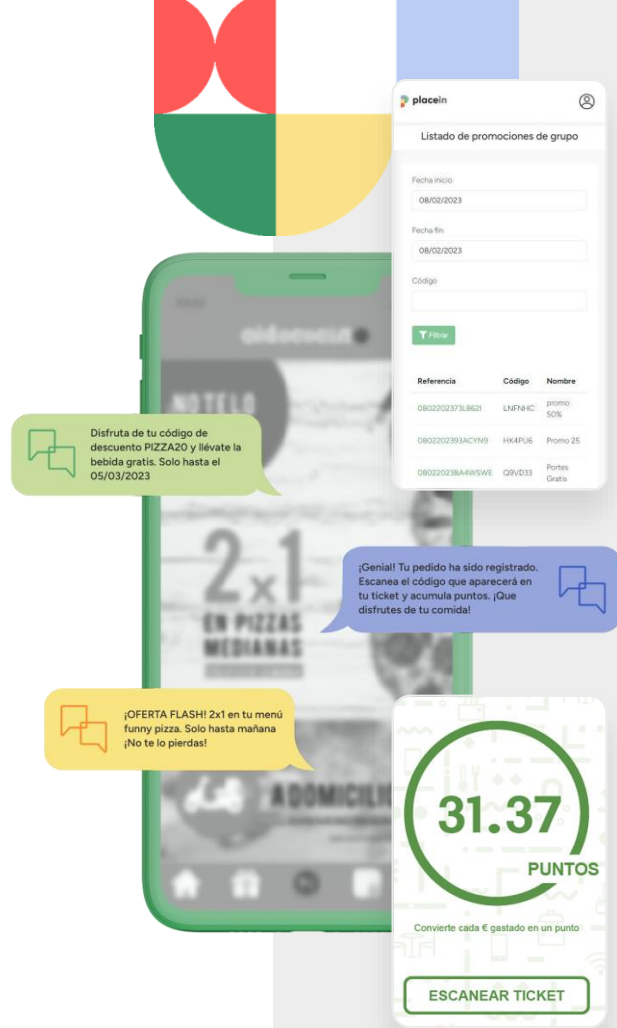 placein
Listado de promociones de grupo
Fecha inicio
08/02/2023
Fecha fin
08/02/2023
Código
Filtrar
Referencia Código Nombre
0802202373L8621 LNFNHC promo
50%
0802202393ACYN9 HK4PU6 Promo 25
080220238A4WSWE Q9VD33 Portes
Gratis
NOTELO
Disfruta de tu código de
descuento PIZZA20 y llévate la
bebida gratis. Solo hasta el
05/03/2023
2x1
EN PIZZAS
MEDIANAS
¡Genial! Tu pedido ha sido registrado.
Escanea el código que aparecerá en
tu ticket y acumula puntos. ¡Que
disfrutes de tu comida!
¡OFERTA FLASH! 2x1 en tu menú
funny pizza. Solo hasta mañana
¡No te lo pierdas!
ADOMICILIO
31.37
PUNTOS
Convierte cada € gastado en un punto
ESCANEAR TICKET